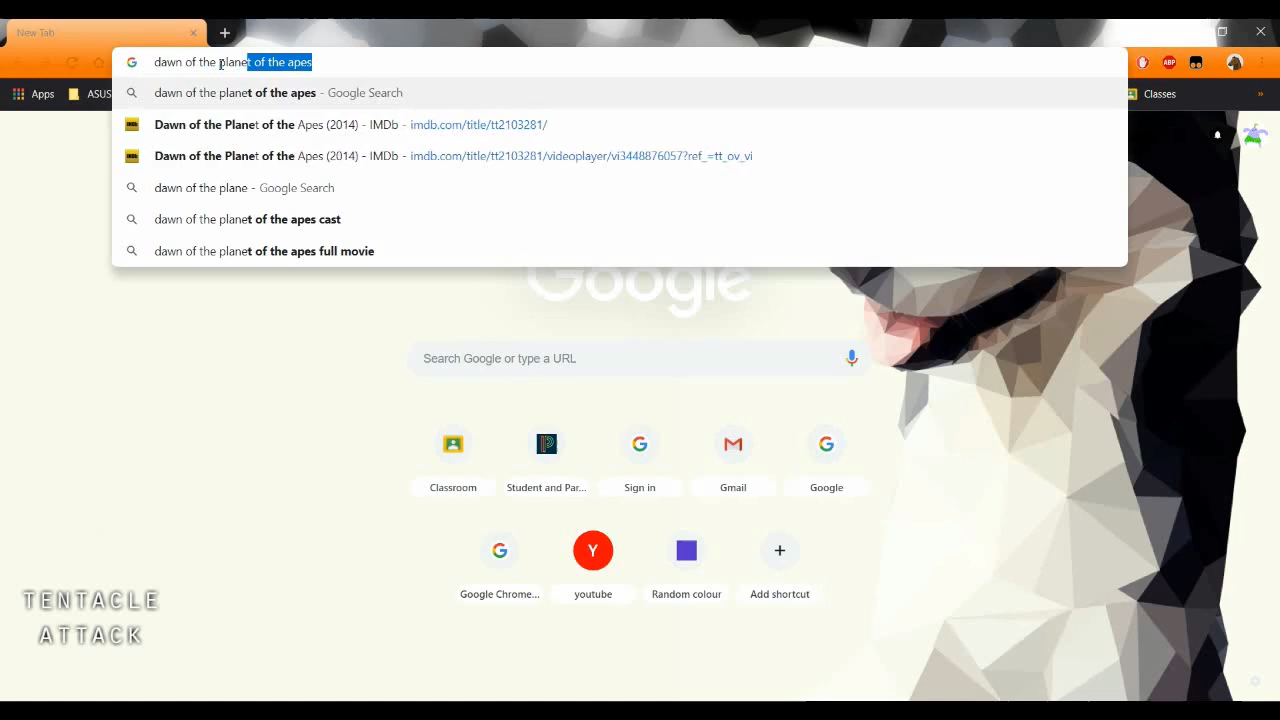 New Tab
dawn of the planet of the apes
Apps
ASUS
ABP
Classes
»
dawn of the planet of the apes - Google Search
Dawn of the Planet of the Apes (2014) - IMDb - imdb.com/title/tt2103281/
Dawn of the Planet of the Apes (2014) - IMDb - imdb.com/title/tt2103281/videoplayer/vi3448876057?ref_=tt_ov_vi
dawn of the plane - Google Search
dawn of the planet of the apes cast
dawn of the planet of the apes full movie
Google
Search Google or type a URL
Classroom
Student and Par...
Sign in
Gmail
Google
Y
Google Chrome...
youtube
Random colour
Add shortcut
TENTACLE
ATTACK